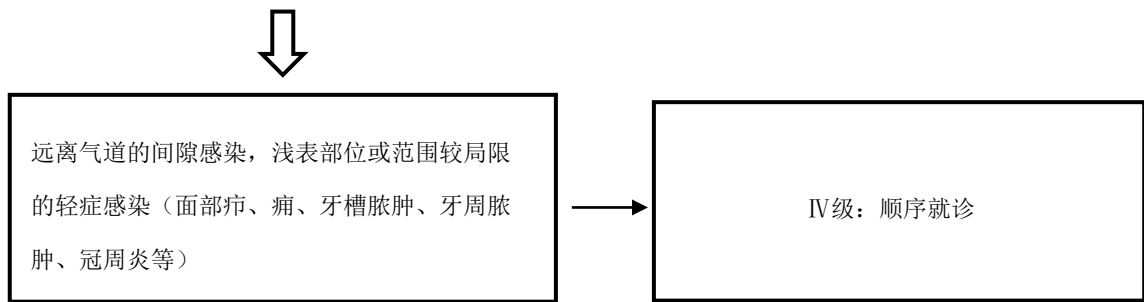 远离气道的间隙感染，浅表部位或范围较局限
的轻症感染（面部疖、痈、牙槽脓肿、牙周脓
肿、冠周炎等）
Ⅳ级：顺序就诊